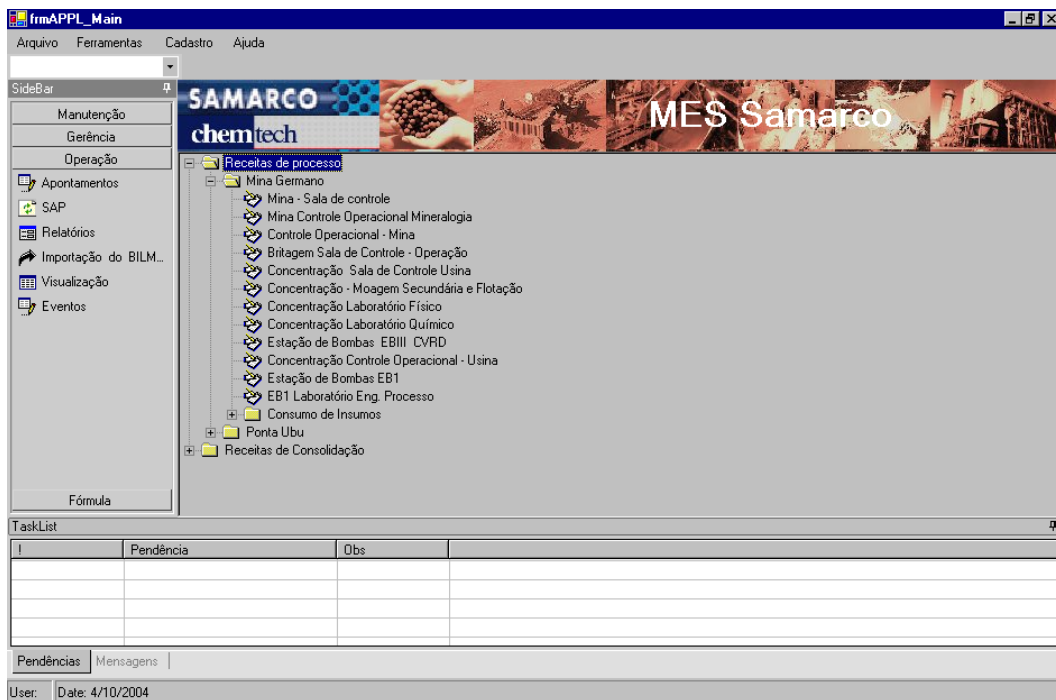 frmAPPL_Main
Arquivo Ferramentas Cadastro Ajuda
SideBar
Manutenção
Gerência
Operação
Apontamentos
SAP
Relatórios
Importação do BILM...
Visualização
Eventos
Fórmula
SAMARCO
chemtech
MES Samarco
Receitas de processo
Mina Germano
Mina - Sala de controle
Mina Controle Operacional Mineralogia
Controle Operacional - Mina
Britagem Sala de Controle - Operação
Concentração Sala de Controle Usina
Concentração - Moagem Secundária e Flotação
Concentração Laboratório Físico
Concentração Laboratório Químico
Estação de Bombas EBIII CVRD
Concentração Controle Operacional - Usina
Estação de Bombas EB1
EB1 Laboratório Eng. Processo
Consumo de Insumos
Ponta Ubu
Receitas de Consolidação
TaskList
! Pendência Obs
Pendências Mensagens
User: Date: 4/10/2004